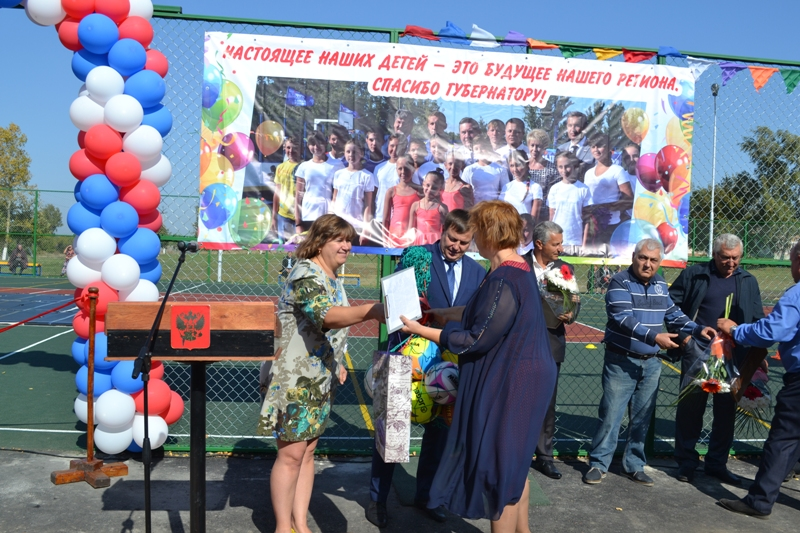 НАСТОЯЩЕЕ НАШИХ ДЕТЕЙ – ЭТО БУДУЩЕЕ НАШЕГО РЕГИОНА.
СПАСИБО ГУБЕРНАТОРУ!